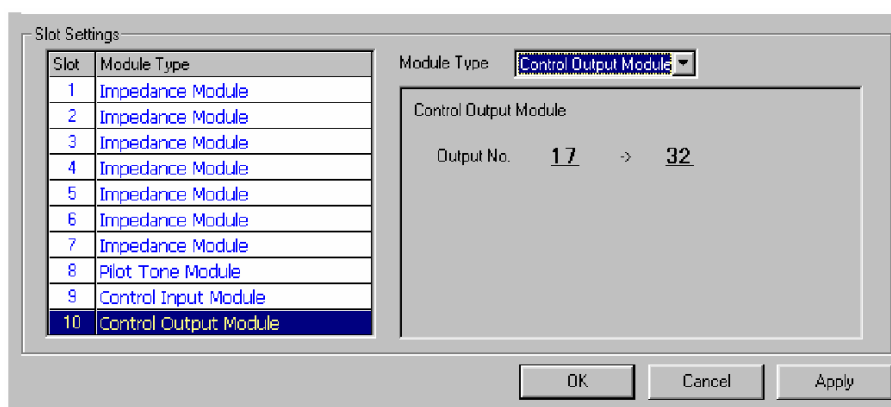 Slot Settings
Slot Module Type
1 Impedance Module
2 Impedance Module
3 Impedance Module
4 Impedance Module
5 Impedance Module
6 Impedance Module
7 Impedance Module
8 Pilot Tone Module
9 Control Input Module
10 Control Output Module
Module Type Control Output Module
Control Output Module
Output No. 17 -> 32
OK Cancel Apply